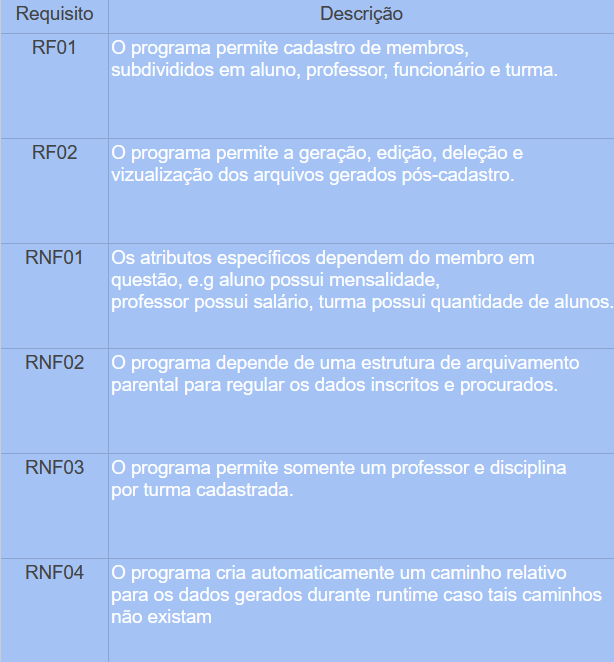 Requisito Descrição
RF01 O programa permite cadastro de membros,
subdivididos em aluno, professor, funcionário e turma.
RF02 O programa permite a geração, edição, deleção e
vizualização dos arquivos gerados pós-cadastro.
RNF01 Os atributos específicos dependem do membro em
questão, e.g aluno possui mensalidade,
professor possui salário, turma possui quantidade de alunos.
RNF02 O programa depende de uma estrutura de arquivamento
parental para regular os dados inscritos e procurados.
RNF03 O programa permite somente um professor e disciplina
por turma cadastrada.
RNF04 O programa cria automaticamente um caminho relativo
para os dados gerados durante runtime caso tais caminhos
não existam